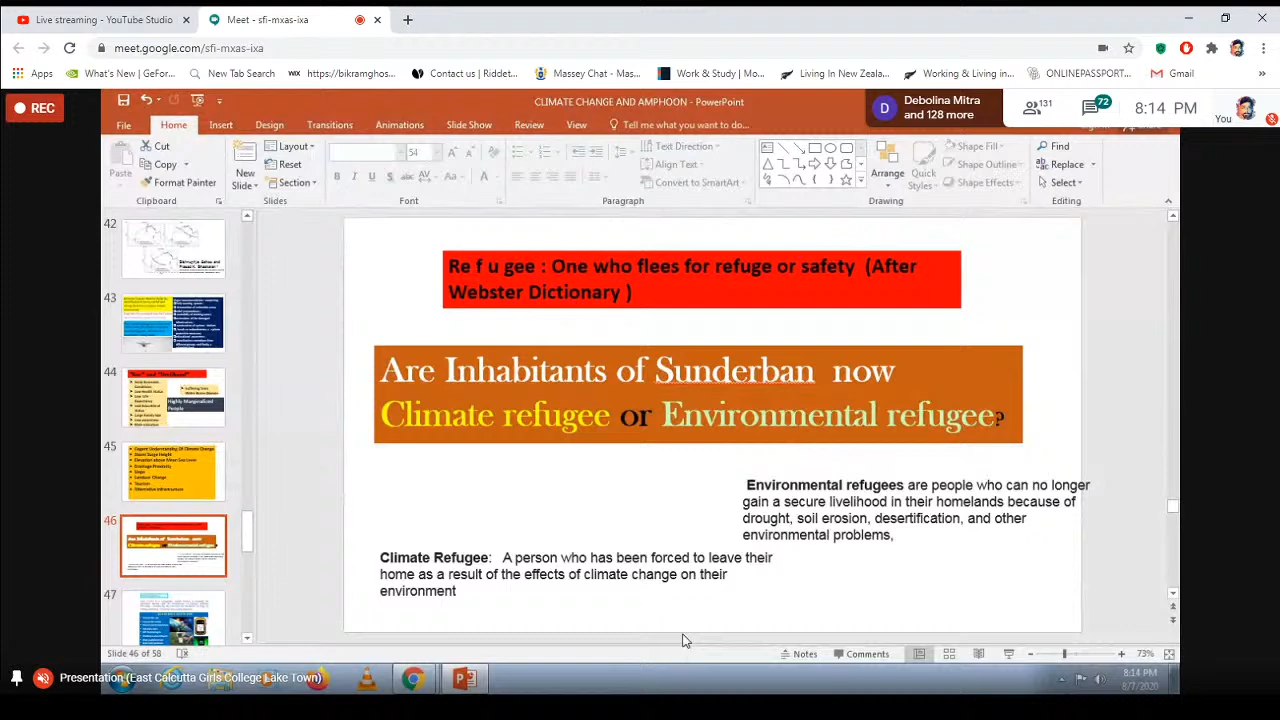 Live streaming - YouTube Studio
Meet - sfi-mxas-ixa
meet.google.com/sfi-mxas-ixa
Apps What's New | GeFor... New Tab Search https://bikramghos... Contact us | Riddet... Massey Chat - Mas... Work & Study | Mo... Living In New Zeala... Working & Living in... ONLINEPASSPORT... Gmail
REC
CLIMATE CHANGE AND AMPHOON - PowerPoint
Debolina Mitra
and 128 more
D
131
72
8:14 PM
You
File Home Insert Design Transitions Animations Slide Show Review View Tell me what you want to do...
Paste
Cut
Copy
Format Painter
Clipboard
New
Slide
Layout
Reset
Section
Slides
54
B I U S abc AV Aa A
Font
Text Direction
Align Text
Convert to SmartArt
Paragraph
Arrange
Quick
Styles
Shape Fill
Shape Outline
Shape Effects
Drawing
Find
Replace
Select
Editing
42
43
44
45
46
47
Re f u gee : One who flees for refuge or safety (After
Webster Dictionary )
Are Inhabitants of Sunderban now
Climate refugee or Environmental refugee?
Environmental refugees are people who can no longer
gain a secure livelihood in their homelands because of
drought, soil erosion, desertification, and other
environmental problems,
Climate Refugee: A person who has been forced to leave their
home as a result of the effects of climate change on their
environment
Slide 46 of 58
Notes
Comments
73%
Presentation (East Calcutta Girls College Lake Town)
8:14 PM
8/7/2020